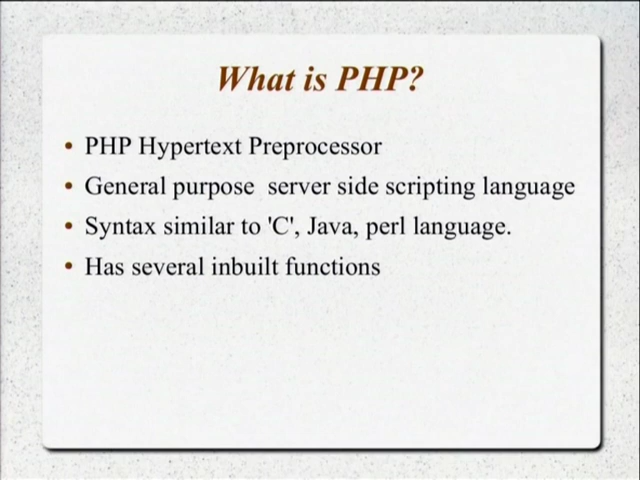 What is PHP?
• PHP Hypertext Preprocessor
• General purpose  server side scripting language
• Syntax similar to 'C', Java, perl language.
• Has several inbuilt functions